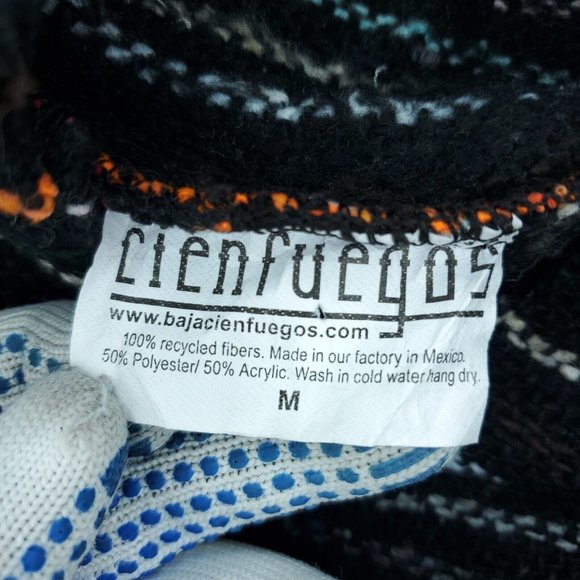 cienfuegos
www.bajacienfuegos.com
100% recycled fibers. Made in our factory in Mexico.
50% Polyester/ 50% Acrylic. Wash in cold water/hang dry.
M